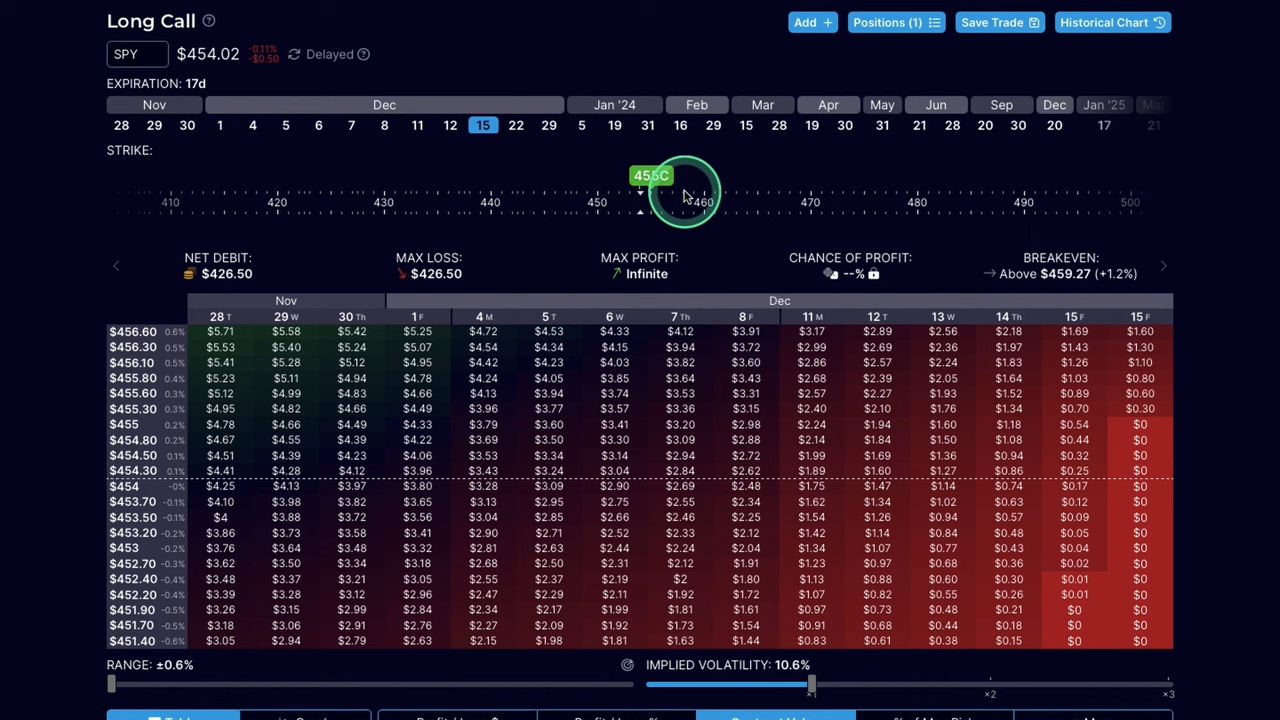 Long Call
Add + Positions (1) Save Trade Historical Chart
SPY $454.02 -0.11% -$0.50 Delayed
EXPIRATION: 17d
Nov Dec Jan '24 Feb Mar Apr May Jun Sep Dec Jan '25 Mar
28 29 30 1 4 5 6 7 8 11 12 15 22 29 5 19 31 16 29 15 28 19 30 31 21 28 20 30 20 17 21
STRIKE:
455C
410 420 430 440 450 460 470 480 490 500
NET DEBIT: MAX LOSS: MAX PROFIT: CHANCE OF PROFIT: BREAKEVEN:
$426.50 $426.50 Infinite --% Above $459.27 (+1.2%)
Nov Dec
28 T 29 W 30 Th 1 F 4 M 5 T 6 W 7 Th 8 F 11 M 12 T 13 W 14 Th 15 F 15 F
$456.60 0.6% $5.71 $5.58 $5.42 $5.25 $4.72 $4.53 $4.33 $4.12 $3.91 $3.17 $2.89 $2.56 $2.18 $1.69 $1.60
$456.30 0.5% $5.53 $5.40 $5.24 $5.07 $4.54 $4.34 $4.15 $3.94 $3.72 $2.99 $2.69 $2.36 $1.97 $1.43 $1.30
$456.10 0.5% $5.41 $5.28 $5.12 $4.95 $4.42 $4.23 $4.03 $3.82 $3.60 $2.86 $2.57 $2.24 $1.83 $1.26 $1.10
$455.80 0.4% $5.23 $5.11 $4.94 $4.78 $4.24 $4.05 $3.85 $3.64 $3.43 $2.68 $2.39 $2.05 $1.64 $1.03 $0.80
$455.60 0.3% $5.12 $4.99 $4.83 $4.66 $4.13 $3.94 $3.74 $3.53 $3.31 $2.57 $2.27 $1.93 $1.52 $0.89 $0.60
$455.30 0.3% $4.95 $4.82 $4.66 $4.49 $3.96 $3.77 $3.57 $3.36 $3.15 $2.40 $2.10 $1.76 $1.34 $0.70 $0.30
$455 0.2% $4.78 $4.66 $4.49 $4.33 $3.79 $3.60 $3.41 $3.20 $2.98 $2.24 $1.94 $1.60 $1.18 $0.54 $0
$454.80 0.2% $4.67 $4.55 $4.39 $4.22 $3.69 $3.50 $3.30 $3.09 $2.88 $2.14 $1.84 $1.50 $1.08 $0.44 $0
$454.50 0.1% $4.51 $4.39 $4.23 $4.06 $3.53 $3.34 $3.14 $2.94 $2.72 $1.99 $1.69 $1.36 $0.94 $0.32 $0
$454.30 0.1% $4.41 $4.28 $4.12 $3.96 $3.43 $3.24 $3.04 $2.84 $2.62 $1.89 $1.60 $1.27 $0.86 $0.25 $0
$454 -0% $4.25 $4.13 $3.97 $3.80 $3.28 $3.09 $2.90 $2.69 $2.48 $1.75 $1.47 $1.14 $0.74 $0.17 $0
$453.70 -0.1% $4.10 $3.98 $3.82 $3.65 $3.13 $2.95 $2.75 $2.55 $2.34 $1.62 $1.34 $1.02 $0.63 $0.12 $0
$453.50 -0.1% $4 $3.88 $3.72 $3.56 $3.04 $2.85 $2.66 $2.46 $2.25 $1.54 $1.26 $0.94 $0.57 $0.09 $0
$453.20 -0.2% $3.86 $3.73 $3.58 $3.41 $2.90 $2.71 $2.52 $2.33 $2.12 $1.42 $1.14 $0.84 $0.48 $0.05 $0
$453 -0.2% $3.76 $3.64 $3.48 $3.32 $2.81 $2.63 $2.44 $2.24 $2.04 $1.34 $1.07 $0.77 $0.43 $0.04 $0
$452.70 -0.3% $3.62 $3.50 $3.34 $3.18 $2.68 $2.50 $2.31 $2.12 $1.91 $1.23 $0.97 $0.68 $0.36 $0.02 $0
$452.40 -0.4% $3.48 $3.37 $3.21 $3.05 $2.55 $2.37 $2.19 $2 $1.80 $1.13 $0.88 $0.60 $0.30 $0.01 $0
$452.20 -0.4% $3.39 $3.28 $3.12 $2.96 $2.47 $2.29 $2.11 $1.92 $1.72 $1.07 $0.82 $0.55 $0.26 $0.01 $0
$451.90 -0.5% $3.26 $3.15 $2.99 $2.84 $2.34 $2.17 $1.99 $1.81 $1.61 $0.97 $0.73 $0.48 $0.21 $0 $0
$451.70 -0.5% $3.18 $3.06 $2.91 $2.76 $2.27 $2.09 $1.92 $1.73 $1.54 $0.91 $0.68 $0.44 $0.18 $0 $0
$451.40 -0.6% $3.05 $2.94 $2.79 $2.63 $2.15 $1.98 $1.81 $1.63 $1.44 $0.83 $0.61 $0.38 $0.15 $0 $0
RANGE: ±0.6% IMPLIED VOLATILITY: 10.6%
x1 x2 x3